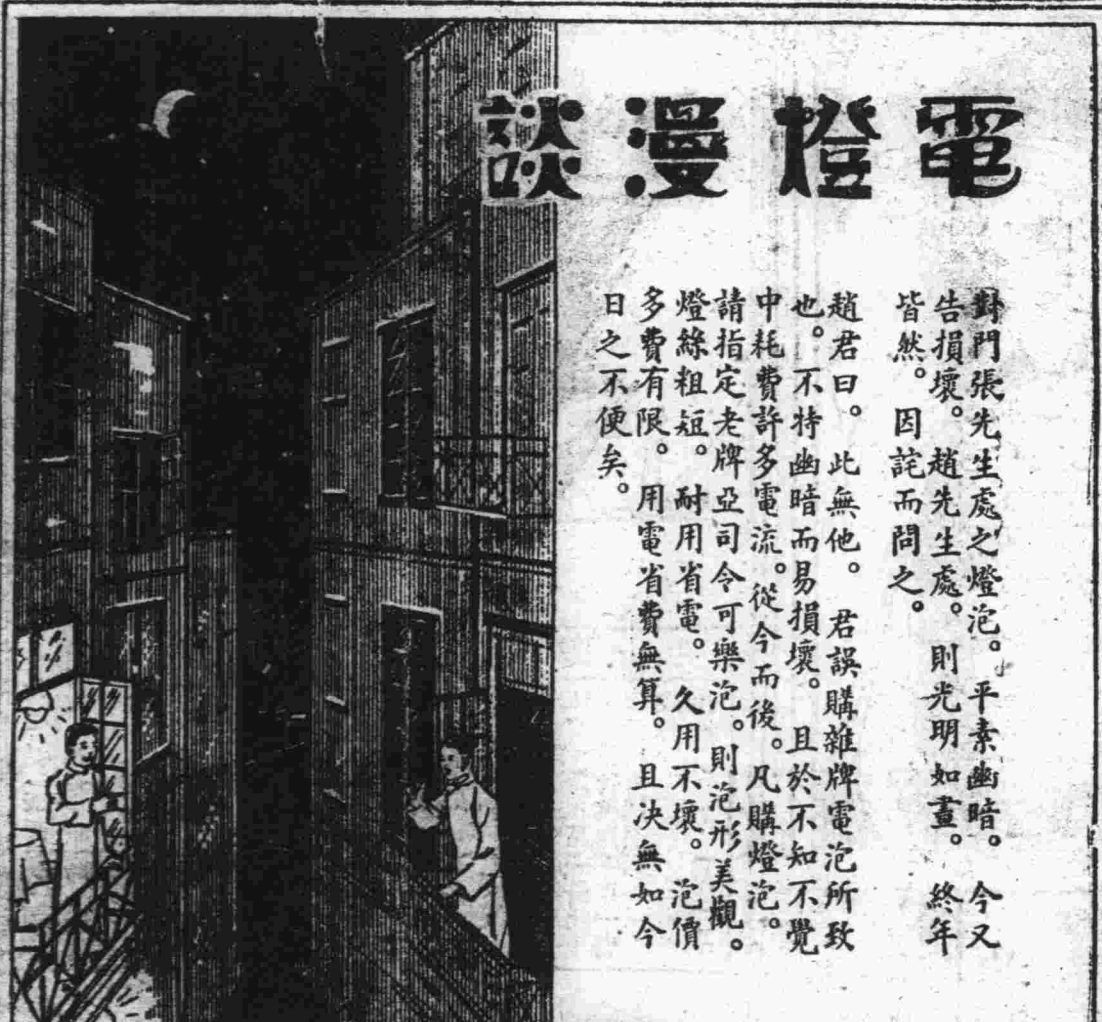 電燈漫談
對門張先生處之燈泡。平素幽暗。今又
告損壞。趙先生處。則光明如晝。終年
皆然。因詫而問之。
趙君曰。此無他。君誤購雜牌電泡所致
也。不特幽暗而易損壞。且於不知不覺
中耗費許多電流。從今而後。凡購燈泡。
請指定老牌亞司令可樂泡。則泡形美觀。
燈絲粗短。耐用省電。久用不壞。泡價
多費有限。用電省費無算。且决無如今
日之不便矣。